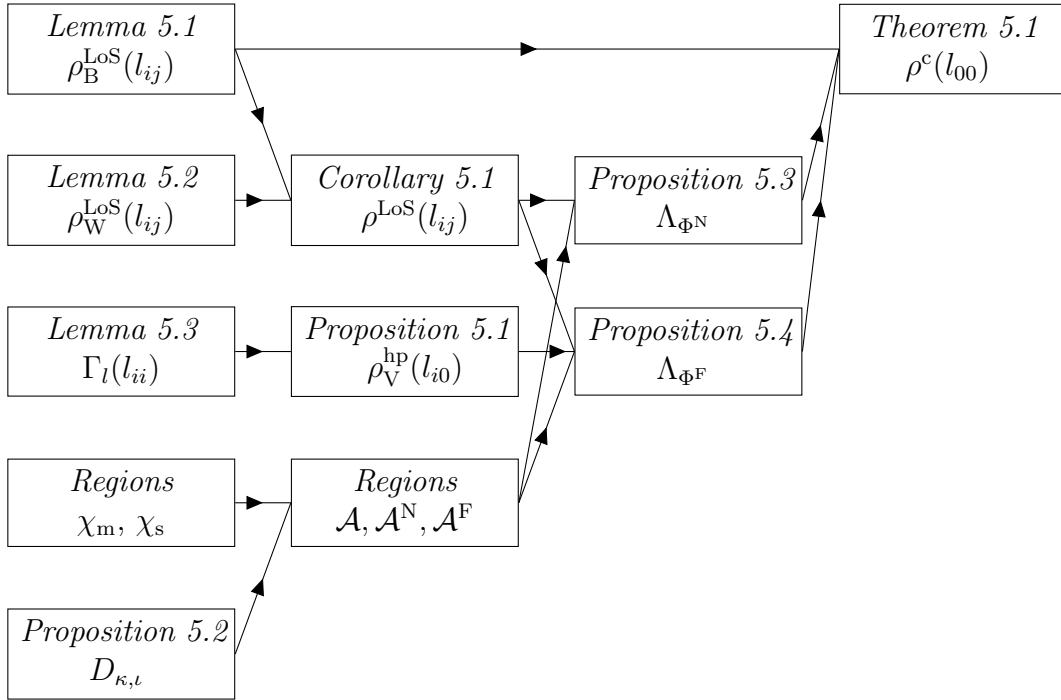 Lemma 5.1
ρ_B^LoS(l_ij)
Theorem 5.1
ρ^c(l_00)
Lemma 5.2
ρ_W^LoS(l_ij)
Corollary 5.1
ρ^LoS(l_ij)
Proposition 5.3
Λ_Φ^N
Lemma 5.3
Γ_l(l_ii)
Proposition 5.1
ρ_V^hp(l_i0)
Proposition 5.4
Λ_Φ^F
Regions
χ_m, χ_s
Regions
𝒜, 𝒜^N, 𝒜^F
Proposition 5.2
D_κ,ι